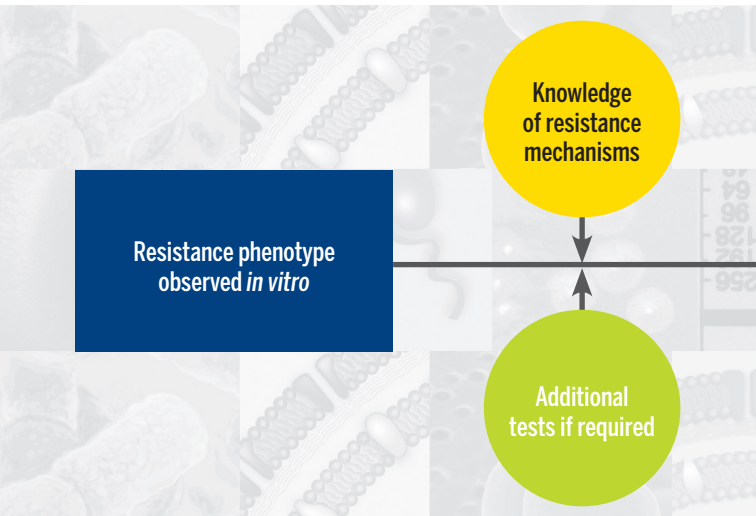 Knowledge
of resistance
mechanisms
Resistance phenotype
observed in vitro
Additional
tests if required